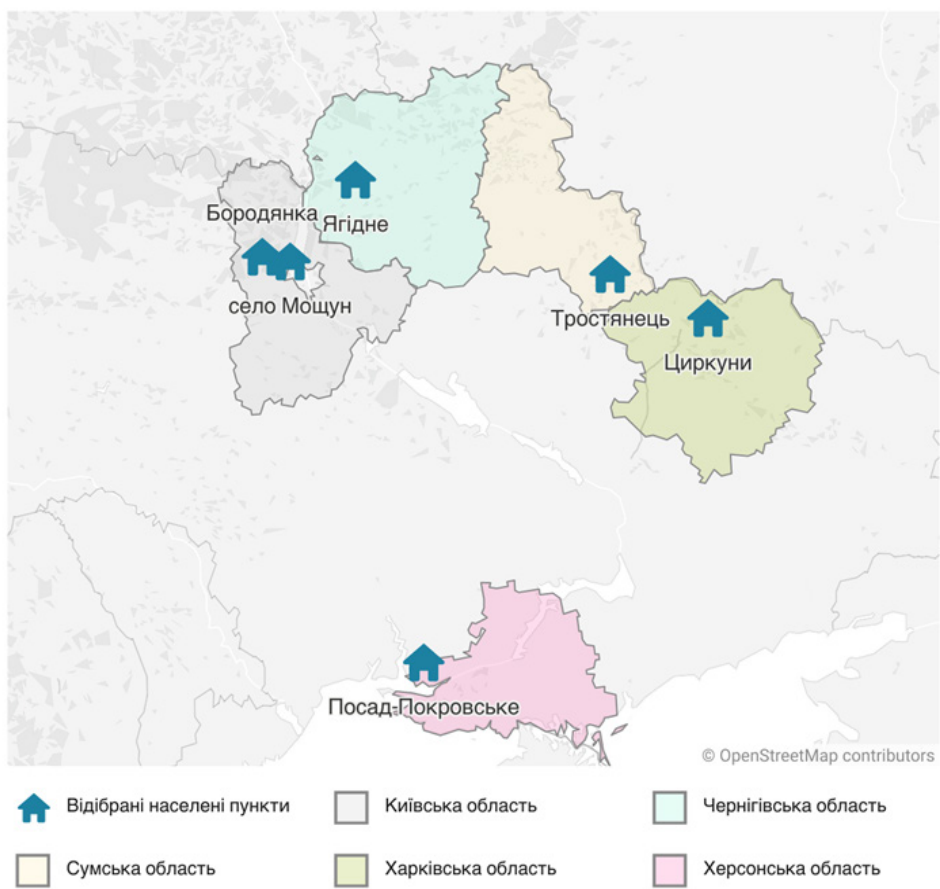 Бородянка
Ягідне
село Мощун
Тростянець
Циркуни
Посад-Покровське
© OpenStreetMap contributors
Відібрані населені пункти
Київська область
Чернігівська область
Сумська область
Харківська область
Херсонська область